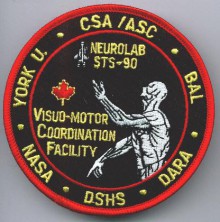 YORK U. • CSA/ASC • BAL
NEUROLAB
STS-90
VISUO-MOTOR
COORDINATION
FACILITY
NASA • DSHS • DARA